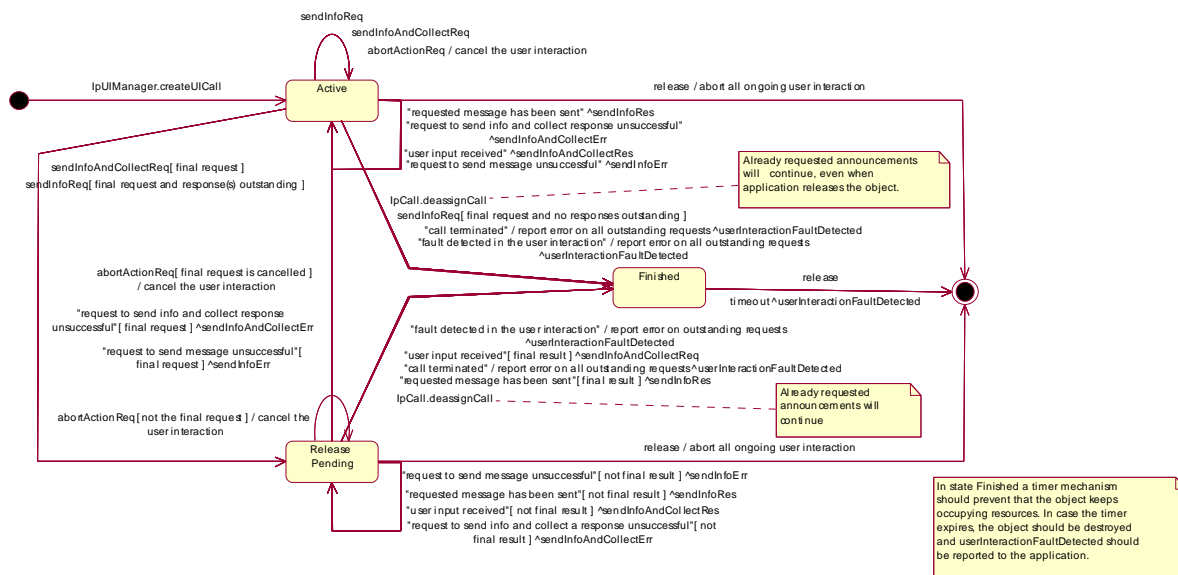 sendInfoReq
sendInfoAndCollectReq
abortActionReq / cancel the user interaction
IpUIManager.createUICall
Active
release / abort all ongoing user interaction
"requested message has been sent" ^sendInfoRes
"request to send info and collect response unsuccessful"
^sendInfoAndCollectErr
"user input received" ^sendInfoAndCollectRes
"request to send message unsuccessful" ^sendInfoErr
sendInfoAndCollectReq[ final request ]
sendInfoReq[ final request and response(s) outstanding ]
Already requested announcements
will continue, even when
application releases the object.
IpCall.deassignCall
sendInfoReq[ final request and no responses outstanding ]
"call terminated" / report error on all outstanding requests ^userInteractionFaultDetected
"fault detected in the user interaction" / report error on all outstanding requests
^userInteractionFaultDetected
abortActionReq[ final request is cancelled ]
/ cancel the user interaction
Finished
release
timeout ^userInteractionFaultDetected
"request to send info and collect response
unsuccessful"[ final request ] ^sendInfoAndCollectErr
"request to send message unsuccessful"[
final request ] ^sendInfoErr
"fault detected in the user interaction" / report error on outstanding requests
^userInteractionFaultDetected
"user input received"[ final result ] ^sendInfoAndCollectReq
"call terminated" / report error on all outstanding requests^userInteractionFaultDetected
"requested message has been sent"[ final result ] ^sendInfoRes
IpCall.deassignCall
Already requested
announcements will
continue
abortActionReq[ not the final request ] / cancel the
user interaction
Release
Pending
release / abort all ongoing user interaction
"request to send message unsuccessful"[ not final result ] ^sendInfoErr
"requested message has been sent"[ not final result ] ^sendInfoRes
"user input received"[ not final result ] ^sendInfoAndCollectRes
"request to send info and collect a response unsuccessful"[ not
final result ] ^sendInfoAndCollectErr
In state Finished a timer mechanism
should prevent that the object keeps
occupying resources. In case the timer
expires, the object should be destroyed
and userInteractionFaultDetected should
be reported to the application.